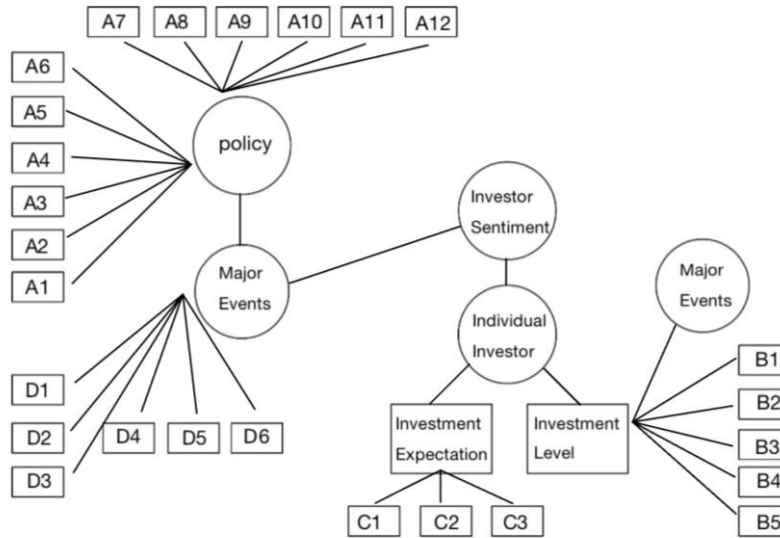 A7 A8 A9 A10 A11 A12
A6
A5
A4
A3
A2
A1
policy
Investor
Sentiment
Major
Events
Major
Events
Individual
Investor
D1
D2
D3
D4 D5 D6
Investment
Expectation
Investment
Level
B1
B2
B3
B4
B5
C1 C2 C3